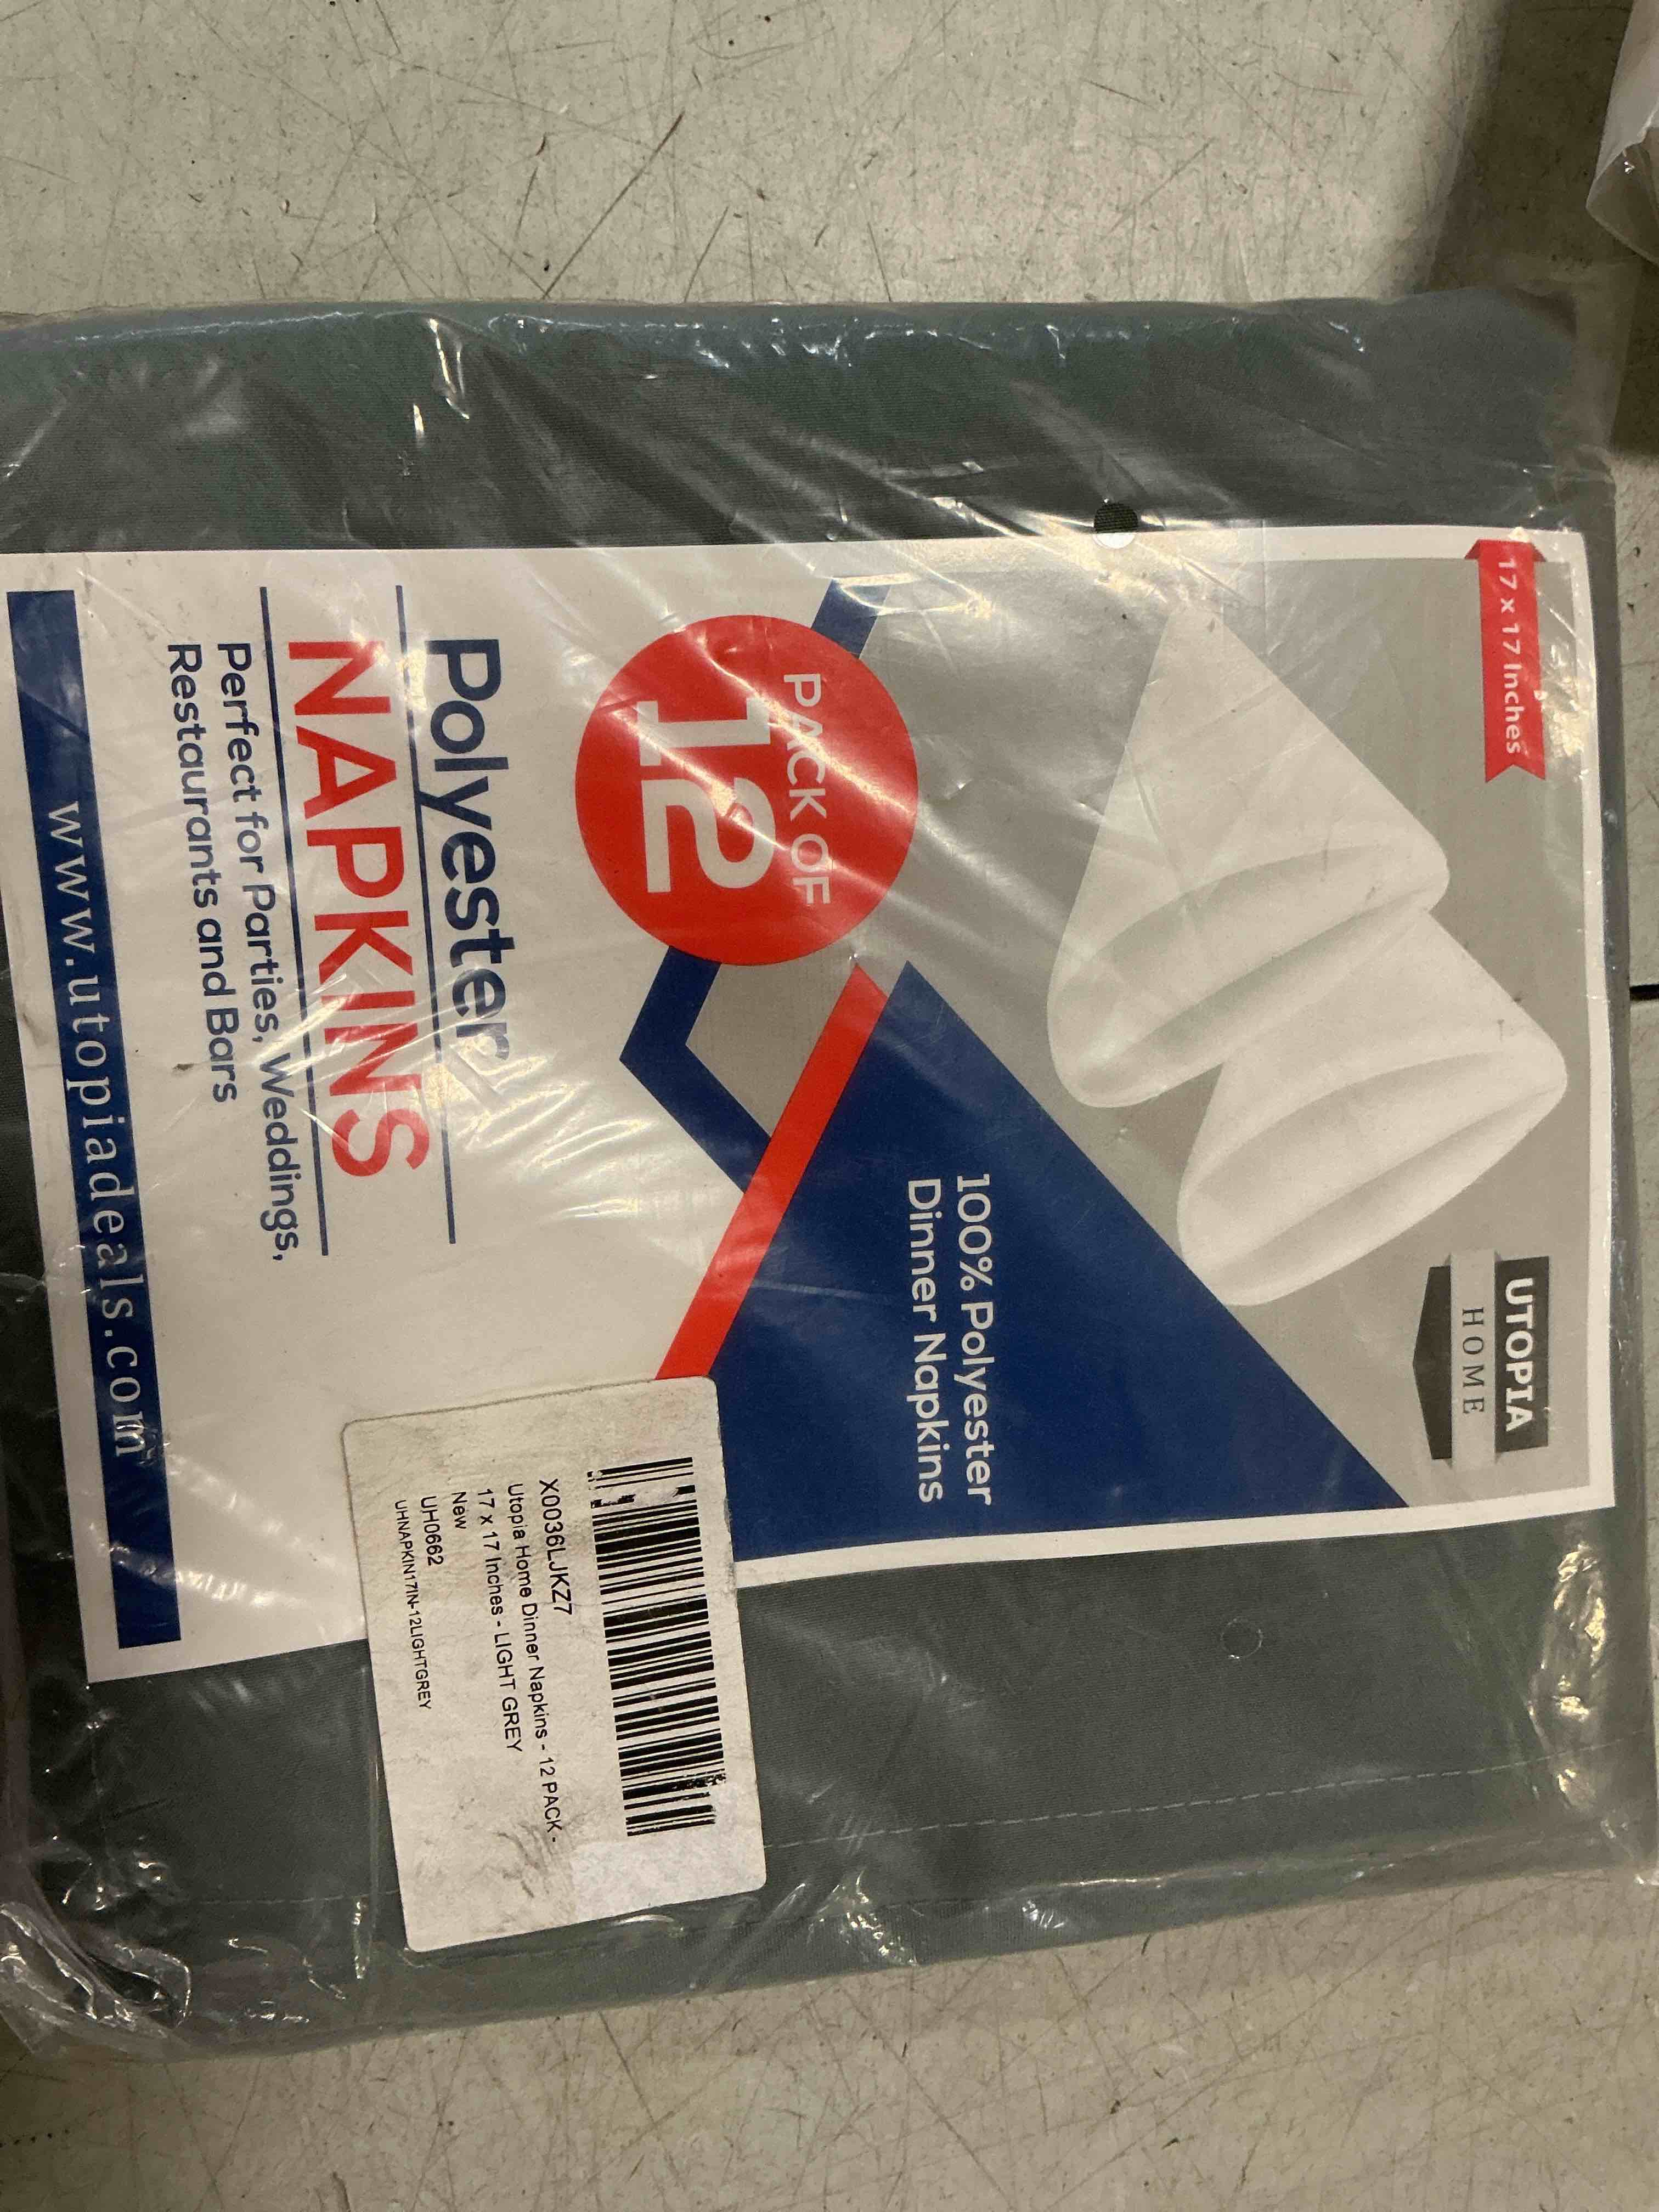 17 x 17 Inches
UTOPIA
HOME
100% Polyester
Dinner Napkins
PACK OF
12
Polyester
NAPKINS
Perfect for Parties, Weddings,
Restaurants and Bars
www.utopiadeals.com
X0036LJKZ7
Utopia Home Dinner Napkins - 12 PACK -
17 x 17 Inches - LIGHT GREY
New
UH0662
UHNAPKIN17IN-12LIGHTGREY